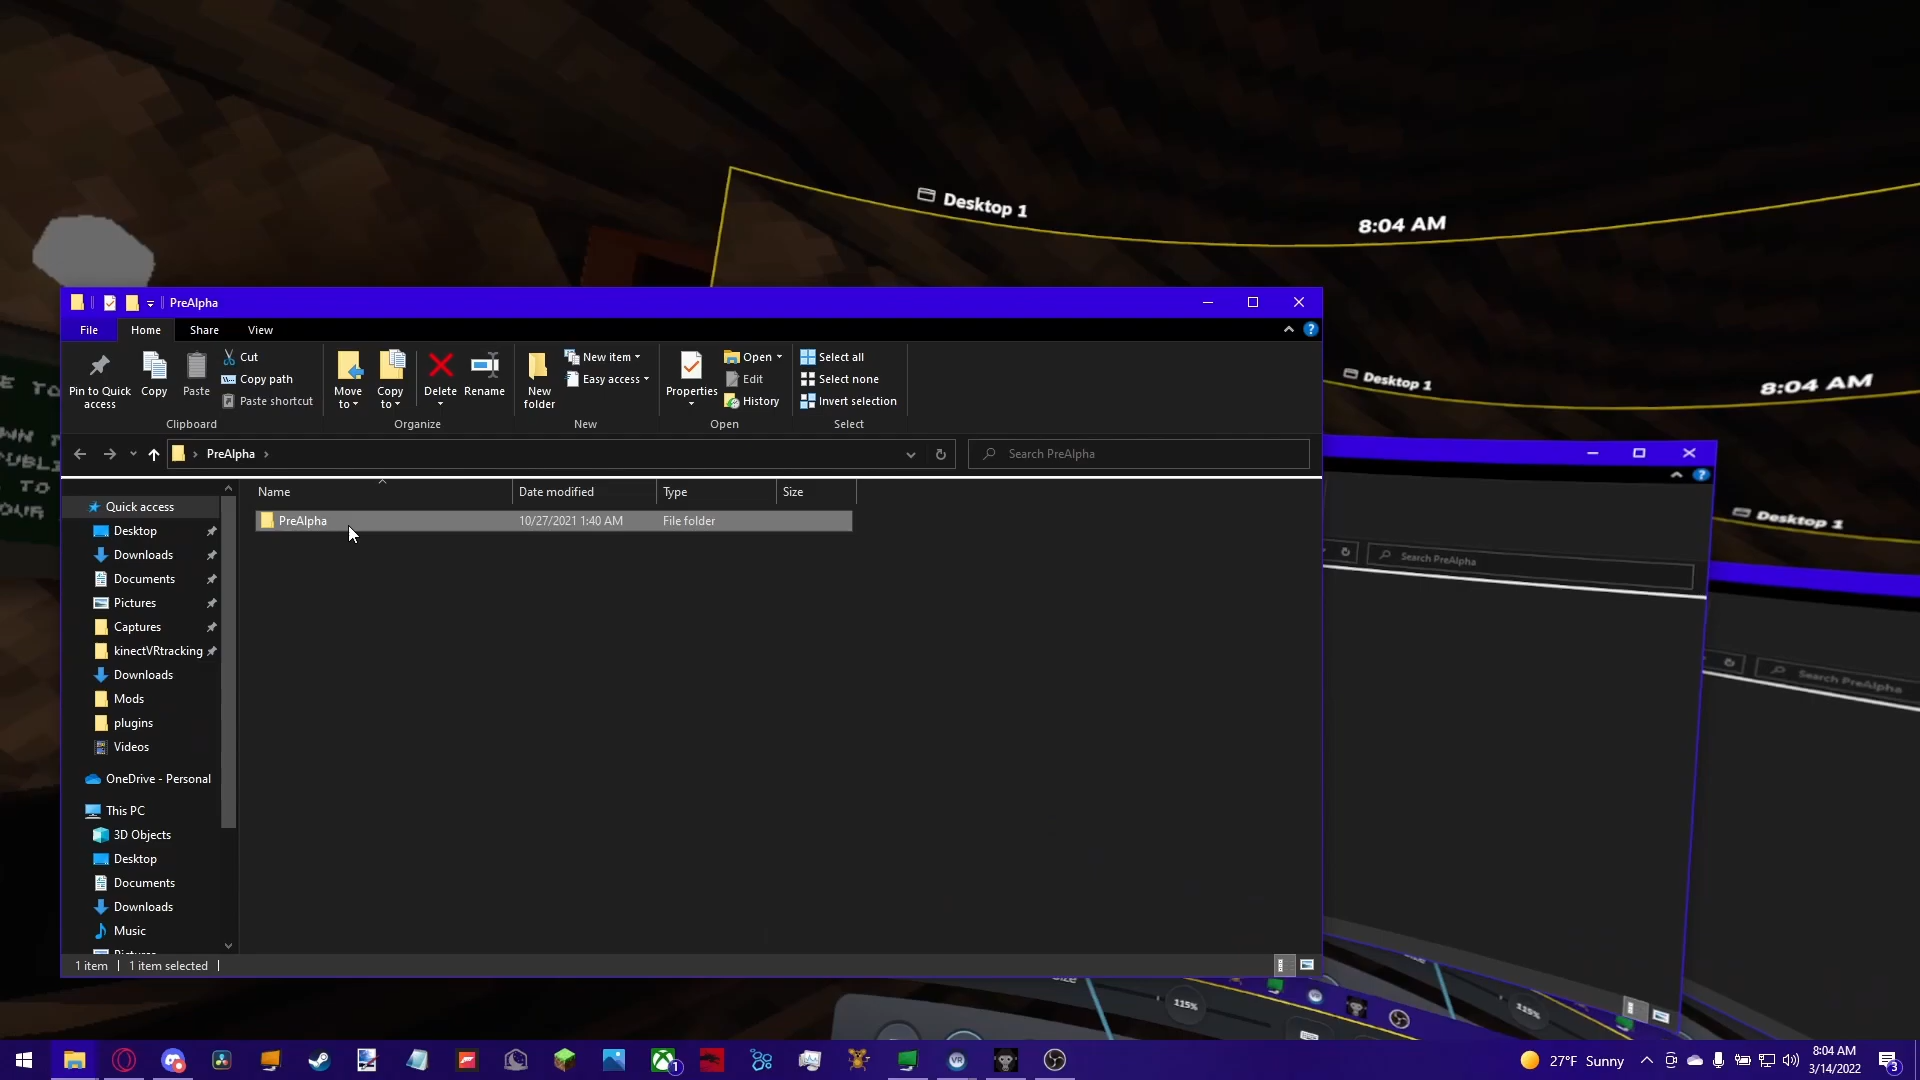 Desktop 1
8:04 AM
PreAlpha
File
Home
Share
View
Pin to Quick access
Copy
Paste
Cut
Copy path
Paste shortcut
Clipboard
Move to
Copy to
Delete
Rename
Organize
New folder
New item
Easy access
New
Properties
Open
Edit
History
Open
Select all
Select none
Invert selection
Select
Desktop 1
8:04 AM
PreAlpha
Search PreAlpha
Name
Date modified
Type
Size
PreAlpha
10/27/2021 1:40 AM
File folder
Quick access
Desktop
Downloads
Documents
Pictures
Captures
kinectVRtracking
Downloads
Mods
plugins
Videos
OneDrive - Personal
This PC
3D Objects
Desktop
Documents
Downloads
Music
Desktop 1
Search PreAlpha
Search PreAlpha
1 item
1 item selected
115%
115%
1
27°F Sunny
8:04 AM
3/14/2022
3